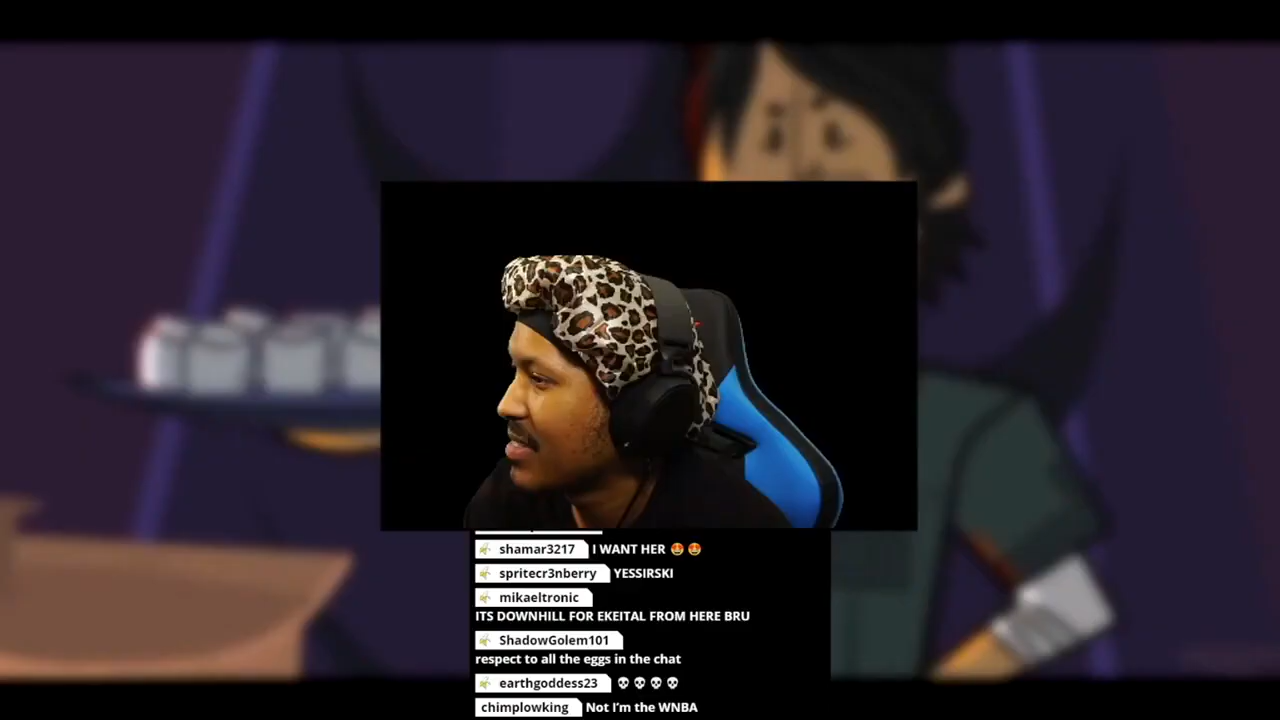 shamar3217 I WANT HER 😍 😍
spritecr3nberry YESSIRSKI
mikaeltronic
ITS DOWNHILL FOR EKEITAL FROM HERE BRU
ShadowGolem101
respect to all the eggs in the chat
earthgoddess23 💀 💀 💀 💀
chimplowking Not I'm the WNBA